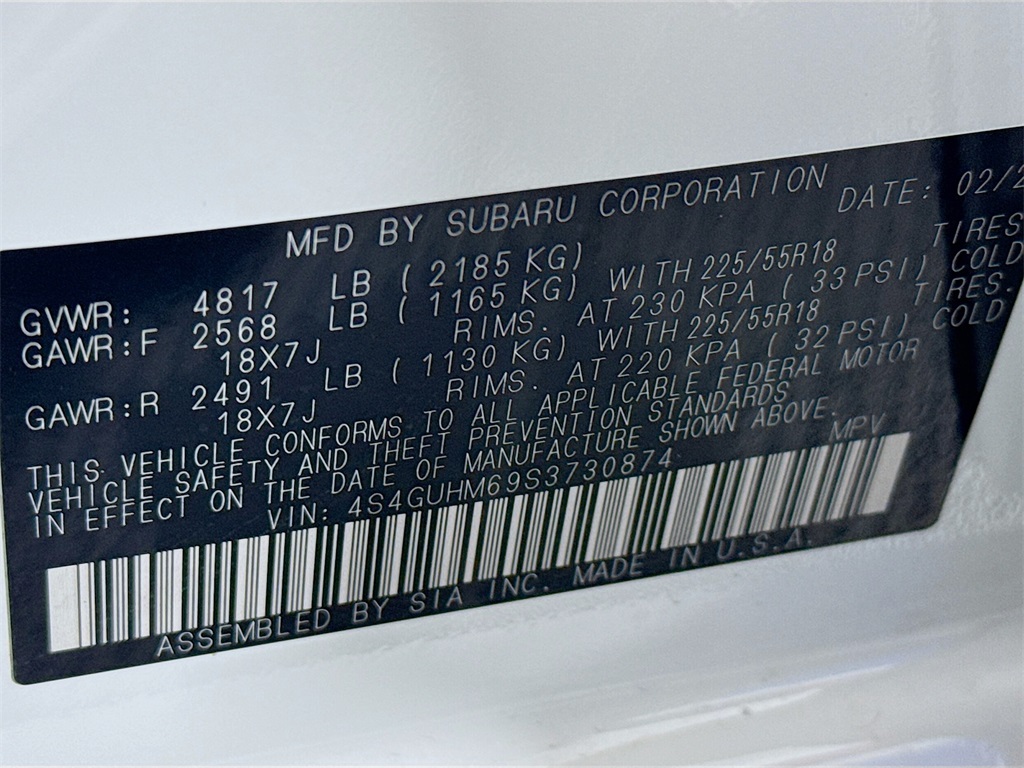 MFD BY SUBARU CORPORATION DATE: 02/2
GVWR: 4817 LB ( 2185 KG)
GAWR:F 2568 LB ( 1165 KG) WITH 225/55R18 TIRES
18X7J RIMS. AT 230 KPA ( 33 PSI) COLD
GAWR:R 2491 LB ( 1130 KG) WITH 225/55R18 TIRES.
18X7J RIMS. AT 220 KPA ( 32 PSI) COLD
THIS VEHICLE CONFORMS TO ALL APPLICABLE FEDERAL MOTOR
VEHICLE SAFETY AND THEFT PREVENTION STANDARDS
IN EFFECT ON THE DATE OF MANUFACTURE SHOWN ABOVE.
VIN: 4S4GUHM69S3730874 MPV
ASSEMBLED BY SIA INC. MADE IN U.S.A.